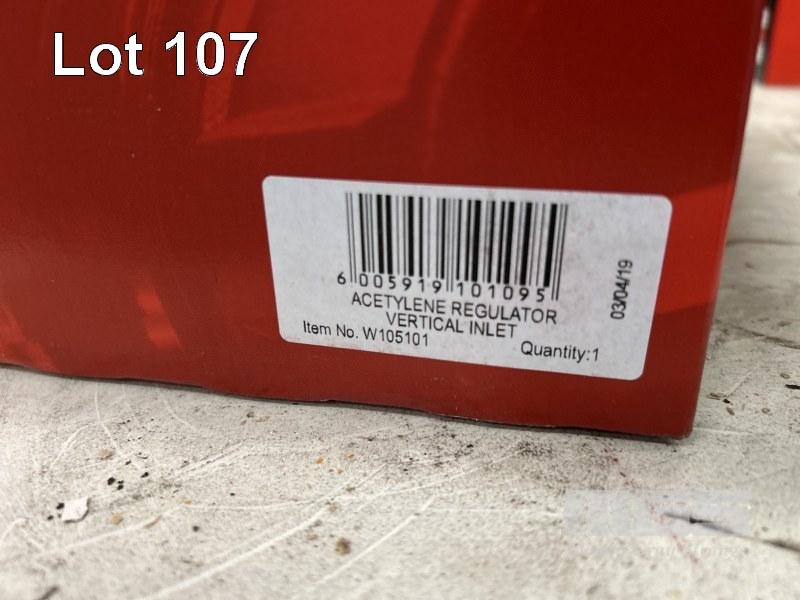 Lot 107
6 005919 101095
ACETYLENE REGULATOR
VERTICAL INLET
Item No. W105101
Quantity:1
03/04/19